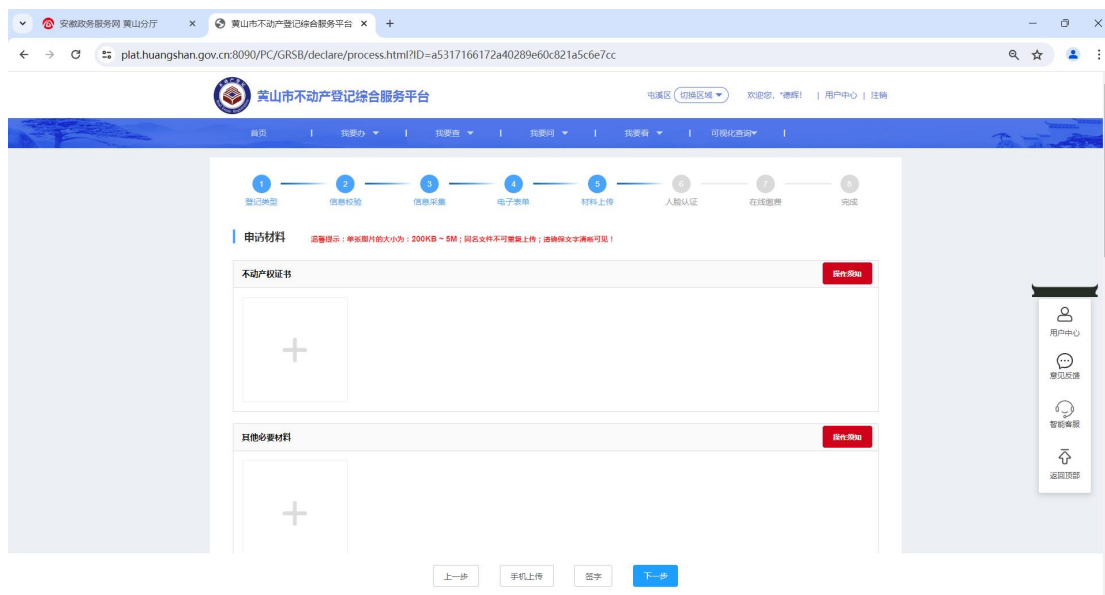 安徽政务服务网 黄山分厅
黄山市不动产登记综合服务平台
plat.huangshan.gov.cn:8090/PC/GRSB/declare/process.html?ID=a5317166172a40289e60c821a5c6e7cc
黄山市不动产登记综合服务平台
屯溪区 切换区域 欢迎您, *德辉! | 用户中心 | 注销
首页 | 我要办 | 我要查 | 我要问 | 我要看 | 可视化查询 |
1 2 3 4 5 6 7 8
登记类型 信息校验 信息采集 电子表单 材料上传 人脸认证 在线缴费 完成
申请材料 温馨提示:单张图片的大小为:200KB ~ 5M;同名文件不可重复上传;请确保文字清晰可见!
不动产权证书 操作须知
其他必要材料 操作须知
用户中心
意见反馈
智能客服
返回顶部
上一步 手机上传 签字 下一步